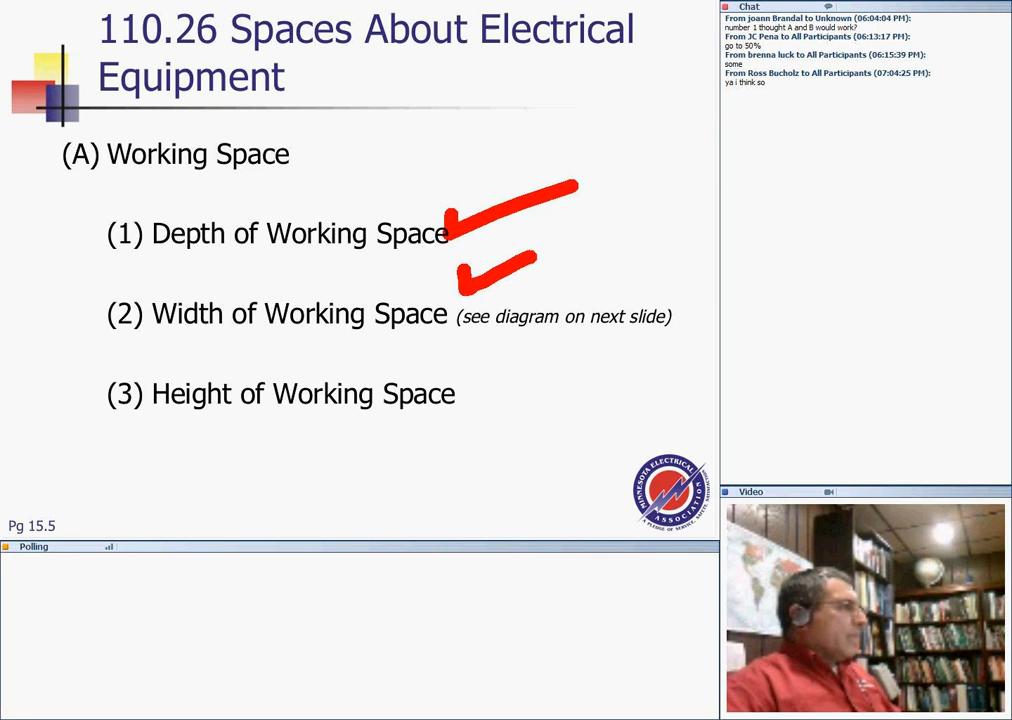 110.26 Spaces About Electrical
Equipment
(A) Working Space
(1) Depth of Working Space
(2) Width of Working Space (see diagram on next slide)
(3) Height of Working Space
MINNESOTA ELECTRICAL
ASSOCIATION
Pg 15.5
Polling
Chat
From joann Brandal to Unknown (06:04:04 PM):
number 1 thought A and B would work?
From JC Pena to All Participants (06:13:17 PM):
go to 50%
From brenna luck to All Participants (06:15:39 PM):
some
From Ross Bucholz to All Participants (07:04:25 PM):
ya i think so
Video